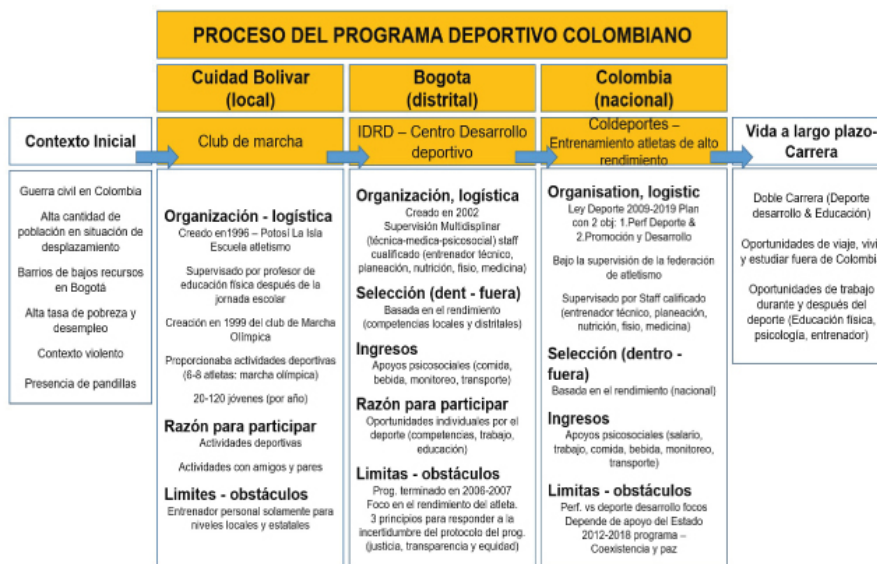 PROCESO DEL PROGRAMA DEPORTIVO COLOMBIANO
Cuidad Bolivar
(local)
Bogota
(distrital)
Colombia
(nacional)
Contexto Inicial
Club de marcha
IDRD – Centro Desarrollo
deportivo
Coldeportes –
Entrenamiento atletas de alto
rendimiento
Vida a largo plazo-
Carrera
Guerra civil en Colombia
Alta cantidad de
población en situación de
desplazamiento
Barrios de bajos recursos
en Bogotá
Alta tasa de pobreza y
desempleo
Contexto violento
Presencia de pandillas
Organización - logística
Creado en1996 – Potosí La Isla
Escuela atletismo
Supervisado por profesor de
educación física después de la
jornada escolar
Creación en 1999 del club de Marcha
Olímpica
Proporcionaba actividades deportivas
(6-8 atletas: marcha olímpica)
20-120 jóvenes (por año)
Razón para participar
Actividades deportivas
Actividades con amigos y pares
Limites - obstáculos
Entrenador personal solamente para
niveles locales y estatales
Organización, logística
Creado en 2002
Supervisión Multidisplinar
(técnica-medica-psicosocial) staff
cualificado (entrenador técnico,
planeación, nutrición, fisio, medicina)
Selección (dent - fuera)
Basada en el rendimiento
(competencias locales y distritales)
Ingresos
Apoyos psicosociales (comida,
bebida, monitoreo, transporte)
Razón para participar
Oportunidades individuales por el
deporte (competencias, trabajo,
educación)
Limitas - obstáculos
Prog. terminado en 2006-2007
Foco en el rendimiento del atleta.
3 principios para responder a la
incertidumbre del protocolo del prog.
(justicia, transparencia y equidad)
Organisation, logistic
Ley Deporte 2009-2019 Plan
con 2 obj: 1.Perf Deporte &
2.Promoción y Desarrollo
Bajo la supervisión de la federación
de atletismo
Supervisado por Staff calificado
(entrenador técnico, planeación,
nutrición, fisio, medicina)
Selección (dentro -
fuera)
Basada en el rendimiento (nacional)
Ingresos
Apoyos psicosociales (salario,
trabajo, comida, bebida, monitoreo,
transporte)
Limitas - obstáculos
Perf. vs deporte desarrollo focos
Depende de apoyo del Estado
2012-2018 programa –
Coexistencia y paz
Doble Carrera (Deporte
desarrollo & Educación)
Oportunidades de viaje, vivi
y estudiar fuera de Colombi
Oportunidades de trabajo
durante y después del
deporte (Educación física,
psicología, entrenador)